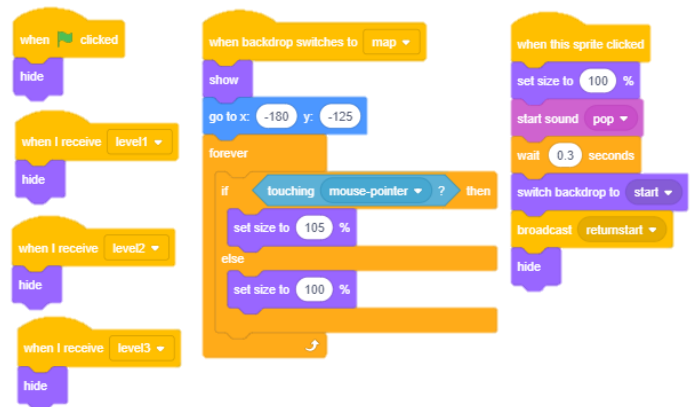 when clicked
hide
when I receive level1
hide
when I receive level2
hide
when I receive level3
hide
when backdrop switches to map
show
go to x: -180 y: -125
forever
if touching mouse-pointer ? then
set size to 105 %
else
set size to 100 %
when this sprite clicked
set size to 100 %
start sound pop
wait 0.3 seconds
switch backdrop to start
broadcast returnstart
hide